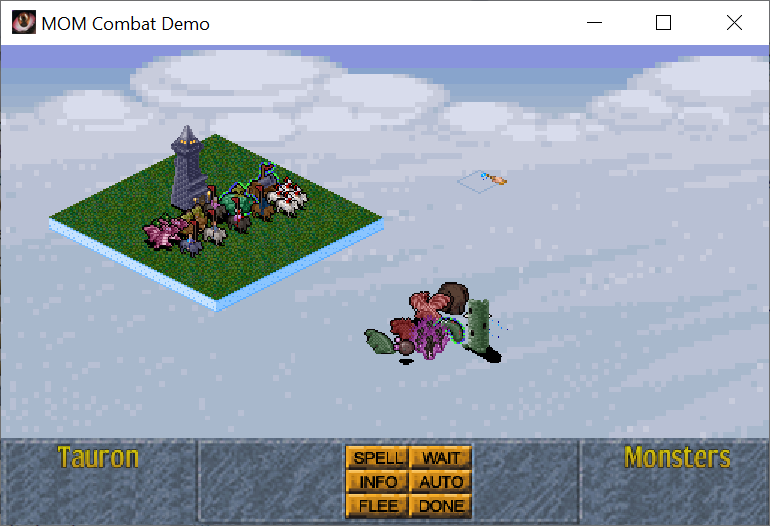 MOM Combat Demo
Tauron
SPELL WAIT
Monsters
INFO AUTO
FLEE DONE